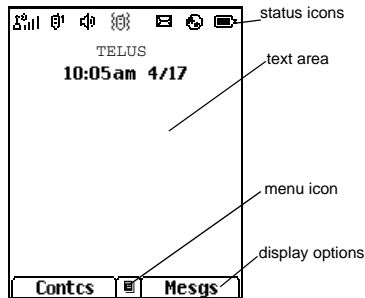 status icons
TELUS
10:05am 4/17
text area
menu icon
display options
Contcs Mesgs